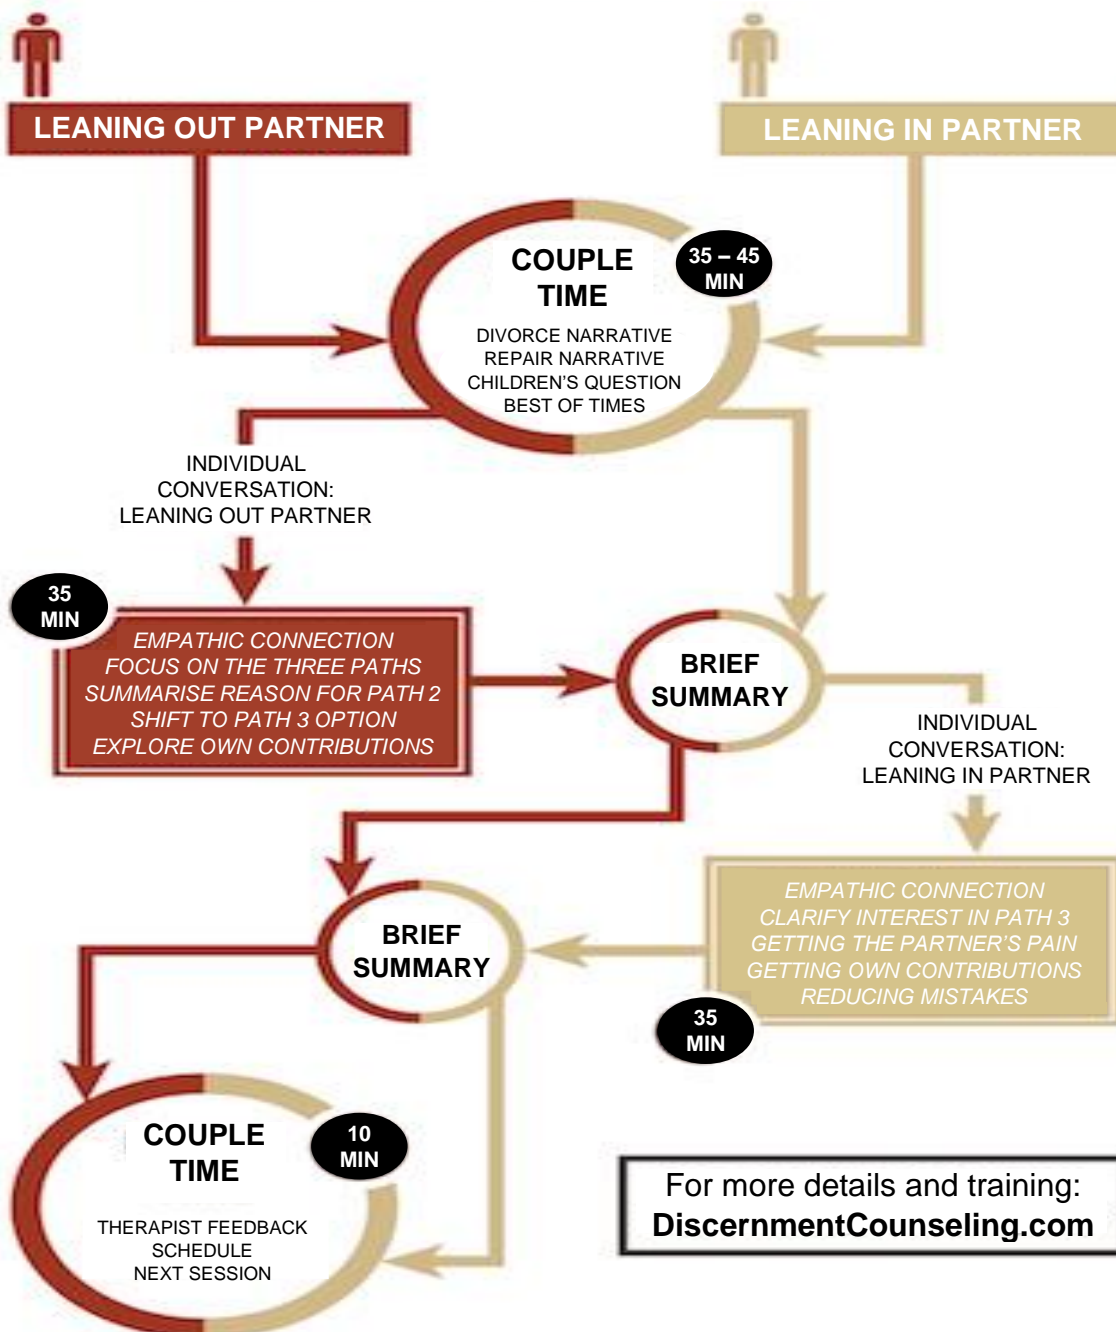 LEANING OUT PARTNER
LEANING IN PARTNER
COUPLE
TIME
35 – 45
MIN
DIVORCE NARRATIVE
REPAIR NARRATIVE
CHILDREN'S QUESTION
BEST OF TIMES
INDIVIDUAL
CONVERSATION:
LEANING OUT PARTNER
35
MIN
EMPATHIC CONNECTION
FOCUS ON THE THREE PATHS
SUMMARISE REASON FOR PATH 2
SHIFT TO PATH 3 OPTION
EXPLORE OWN CONTRIBUTIONS
BRIEF
SUMMARY
INDIVIDUAL
CONVERSATION:
LEANING IN PARTNER
EMPATHIC CONNECTION
CLARIFY INTEREST IN PATH 3
GETTING THE PARTNER'S PAIN
GETTING OWN CONTRIBUTIONS
REDUCING MISTAKES
35
MIN
BRIEF
SUMMARY
COUPLE
TIME
10
MIN
THERAPIST FEEDBACK
SCHEDULE
NEXT SESSION
For more details and training:
DiscernmentCounseling.com